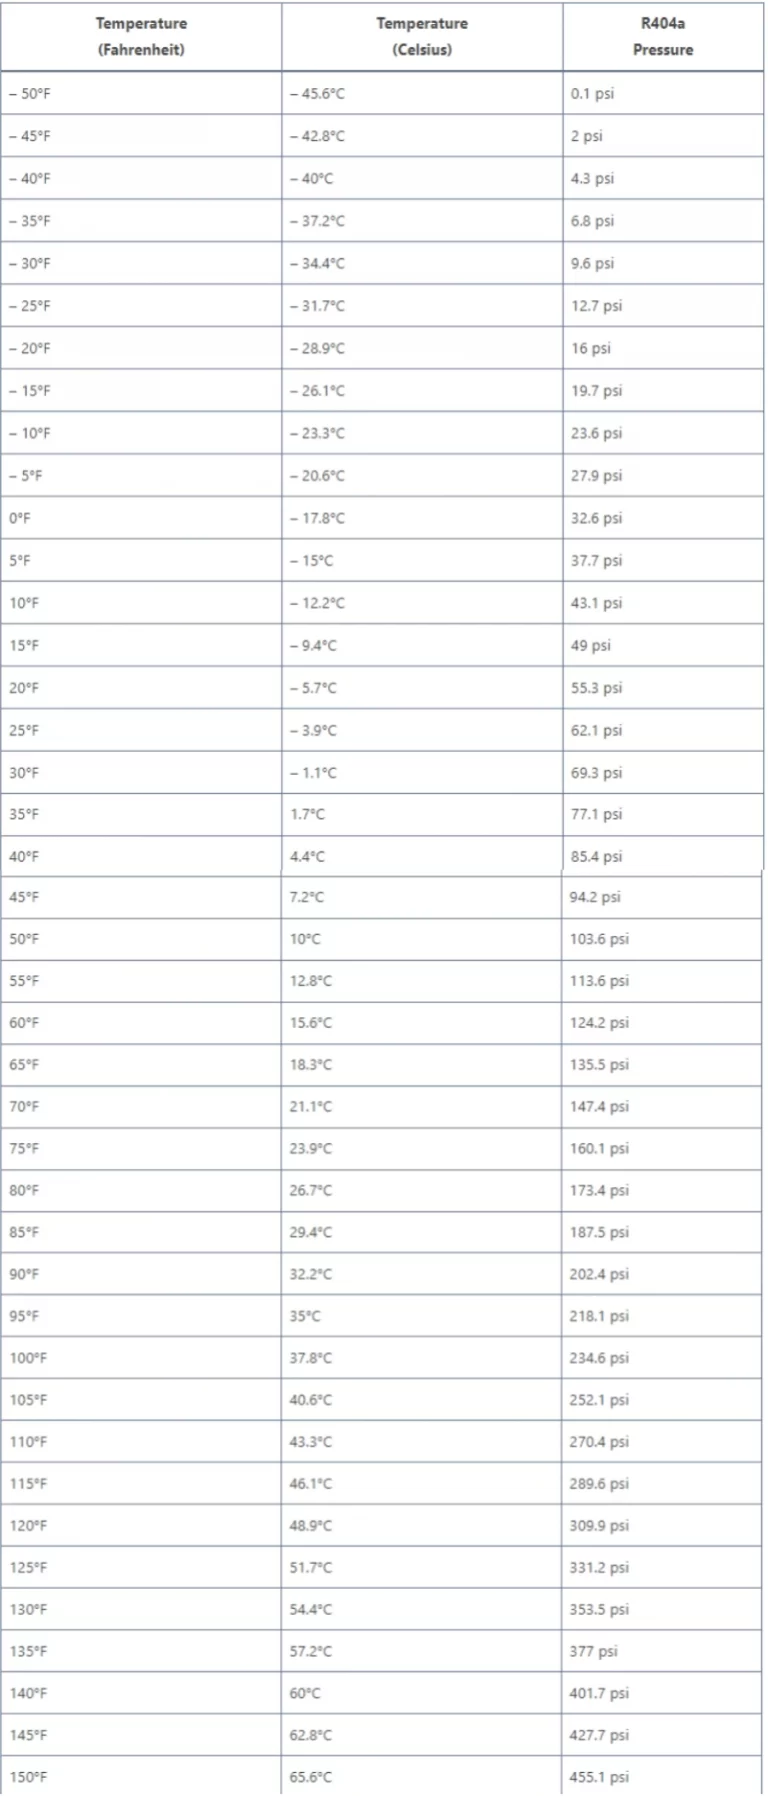 Temperature Temperature R404a
(Fahrenheit) (Celsius) Pressure
– 50°F – 45.6°C 0.1 psi
– 45°F – 42.8°C 2 psi
– 40°F – 40°C 4.3 psi
– 35°F – 37.2°C 6.8 psi
– 30°F – 34.4°C 9.6 psi
– 25°F – 31.7°C 12.7 psi
– 20°F – 28.9°C 16 psi
– 15°F – 26.1°C 19.7 psi
– 10°F – 23.3°C 23.6 psi
– 5°F – 20.6°C 27.9 psi
0°F – 17.8°C 32.6 psi
5°F – 15°C 37.7 psi
10°F – 12.2°C 43.1 psi
15°F – 9.4°C 49 psi
20°F – 5.7°C 55.3 psi
25°F – 3.9°C 62.1 psi
30°F – 1.1°C 69.3 psi
35°F 1.7°C 77.1 psi
40°F 4.4°C 85.4 psi
45°F 7.2°C 94.2 psi
50°F 10°C 103.6 psi
55°F 12.8°C 113.6 psi
60°F 15.6°C 124.2 psi
65°F 18.3°C 135.5 psi
70°F 21.1°C 147.4 psi
75°F 23.9°C 160.1 psi
80°F 26.7°C 173.4 psi
85°F 29.4°C 187.5 psi
90°F 32.2°C 202.4 psi
95°F 35°C 218.1 psi
100°F 37.8°C 234.6 psi
105°F 40.6°C 252.1 psi
110°F 43.3°C 270.4 psi
115°F 46.1°C 289.6 psi
120°F 48.9°C 309.9 psi
125°F 51.7°C 331.2 psi
130°F 54.4°C 353.5 psi
135°F 57.2°C 377 psi
140°F 60°C 401.7 psi
145°F 62.8°C 427.7 psi
150°F 65.6°C 455.1 psi